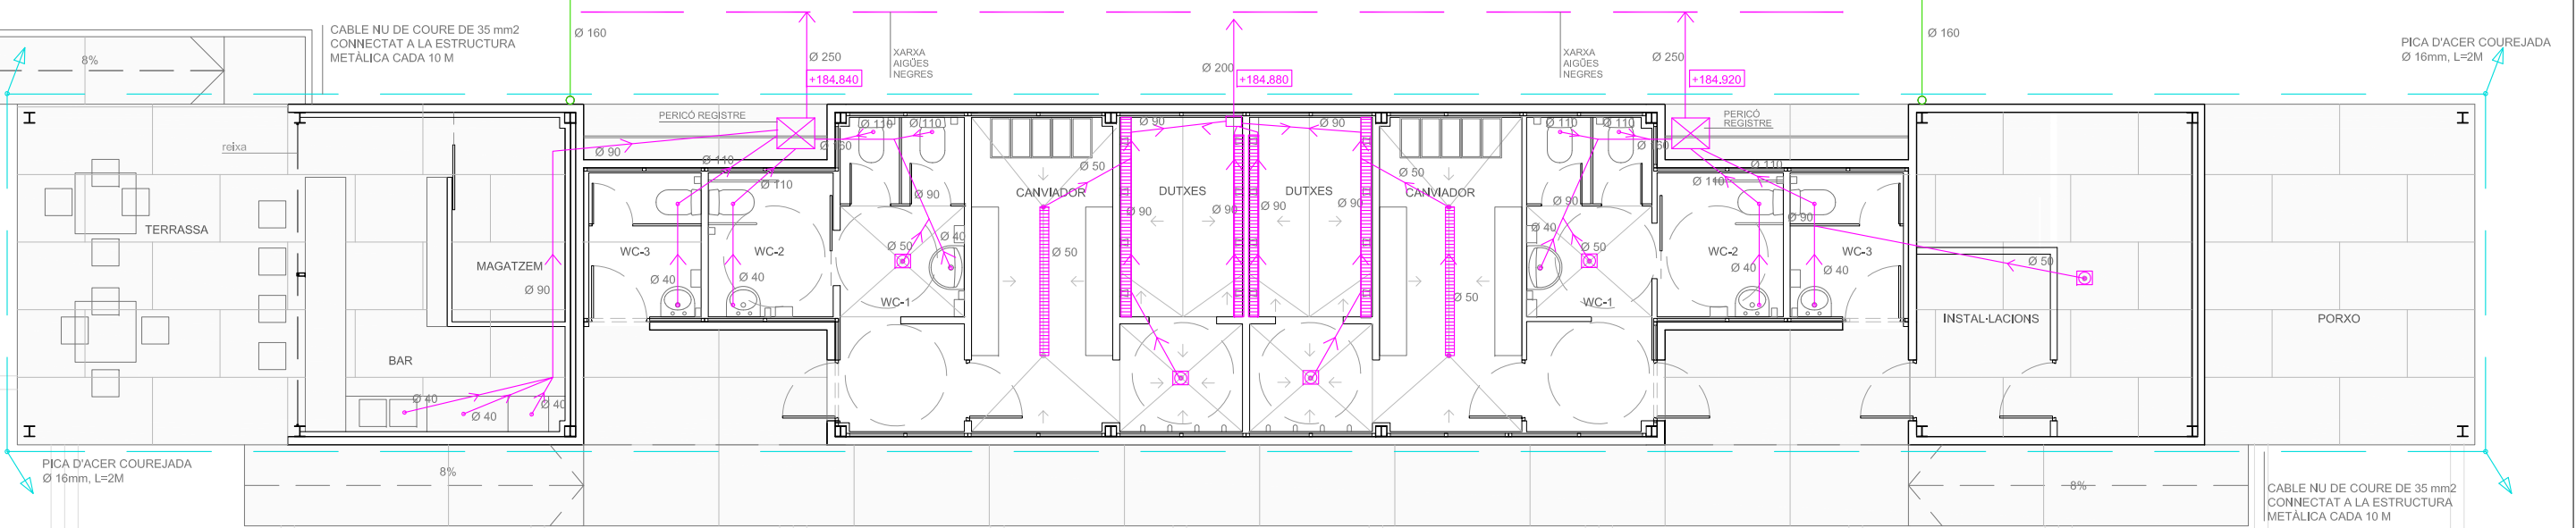 CABLE NU DE COURE DE 35 mm2
CONNECTAT A LA ESTRUCTURA
METÀLICA CADA 10 M
8%
Ø 160
Ø 250
+184.840
XARXA
AIGÜES
NEGRES
Ø 200
+184.880
XARXA
AIGÜES
NEGRES
Ø 250
+184.920
Ø 160
PICA D'ACER COUREJADA
Ø 16mm, L=2M
PERICÓ REGISTRE
PERICÓ
REGISTRE
reixa
Ø 90
Ø 110
Ø 110
Ø 160
Ø 110
Ø 110
Ø 90
Ø 50
CANVIADOR
Ø 90
DUTXES
Ø 90
Ø 90
Ø 90
DUTXES
Ø 90
Ø 90
Ø 50
CANVIADOR
Ø 110
Ø 110
Ø 160
Ø 90
Ø 110
Ø 110
Ø 90
TERRASSA
MAGATZEM
Ø 90
WC-3
Ø 40
WC-2
Ø 40
Ø 50
Ø 40
WC-1
Ø 50
Ø 50
Ø 40
Ø 50
WC-1
WC-2
Ø 40
WC-3
Ø 40
Ø 50
INSTAL·LACIONS
PORXO
BAR
Ø 40
Ø 40
Ø 40
PICA D'ACER COUREJADA
Ø 16mm, L=2M
8%
8%
CABLE NU DE COURE DE 35 mm2
CONNECTAT A LA ESTRUCTURA
METÀLICA CADA 10 M